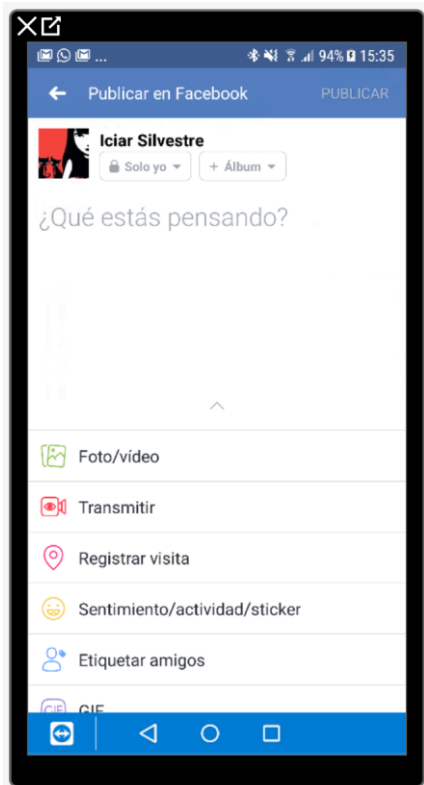 ... 94% 15:35
Publicar en Facebook PUBLICAR
Iciar Silvestre
Solo yo + Álbum
¿Qué estás pensando?
Foto/vídeo
Transmitir
Registrar visita
Sentimiento/actividad/sticker
Etiquetar amigos
GIF GIF